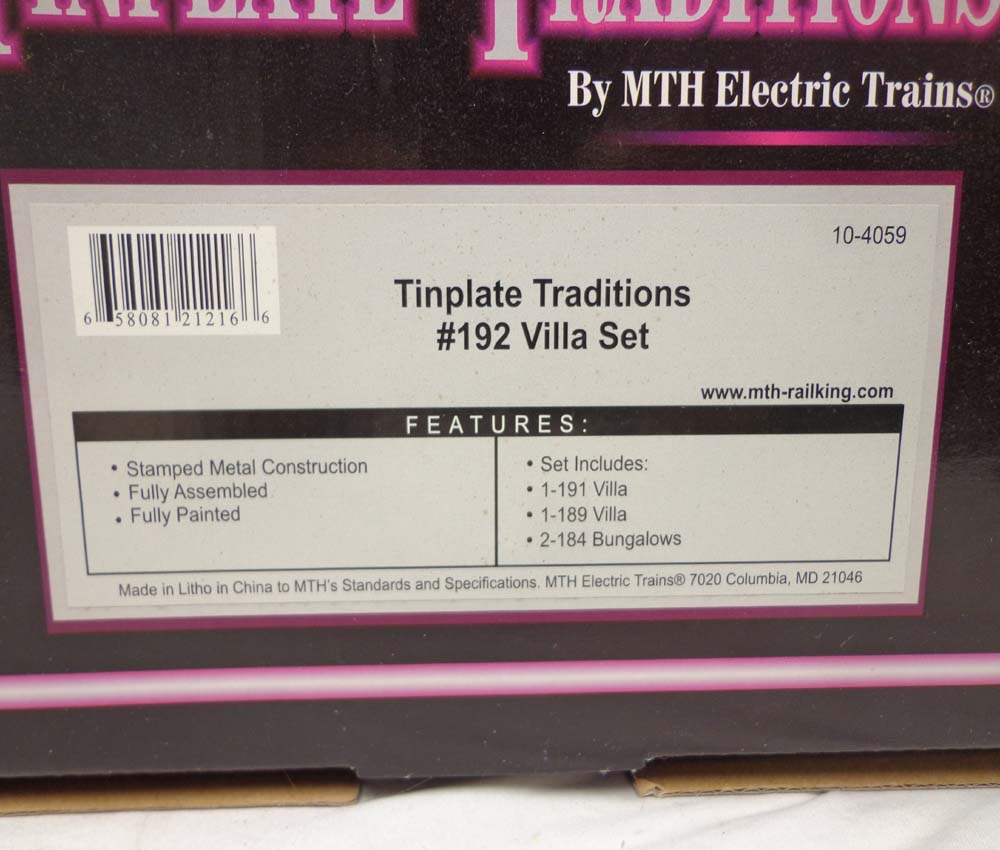 TINPLATE TRADITIONS
By MTH Electric Trains®
10-4059
6 58081 21216 6
Tinplate Traditions
#192 Villa Set
www.mth-railking.com
FEATURES:
• Stamped Metal Construction
• Fully Assembled
• Fully Painted
• Set Includes:
• 1-191 Villa
• 1-189 Villa
• 2-184 Bungalows
Made in Litho in China to MTH's Standards and Specifications. MTH Electric Trains® 7020 Columbia, MD 21046